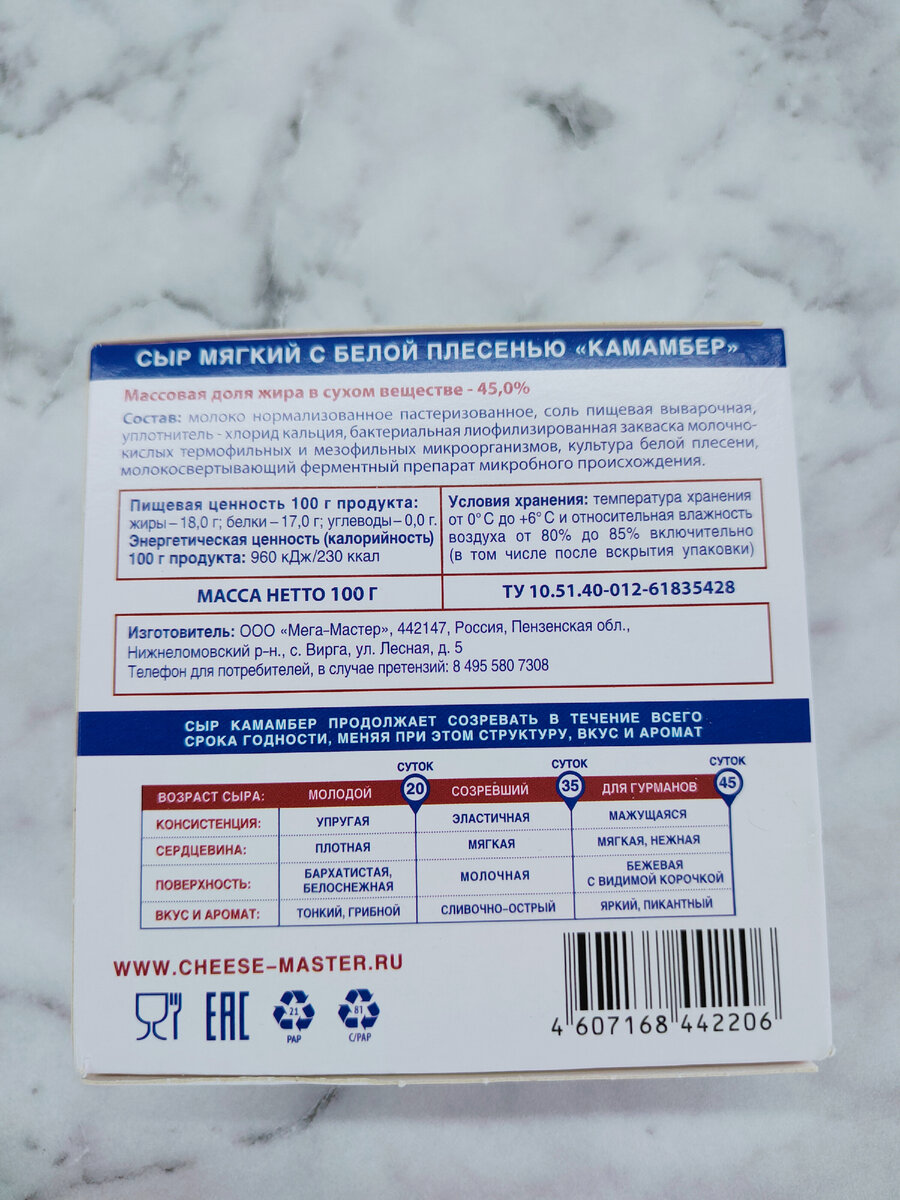 СЫР МЯГКИЙ С БЕЛОЙ ПЛЕСЕНЬЮ «КАМАМБЕР»
Массовая доля жира в сухом веществе - 45,0%
Состав: молоко нормализованное пастеризованное, соль пищевая выварочная,
уплотнитель - хлорид кальция, бактериальная лиофилизированная закваска молочно-
кислых термофильных и мезофильных микроорганизмов, культура белой плесени,
молокосвертывающий ферментный препарат микробного происхождения.
Пищевая ценность 100 г продукта:
жиры – 18,0 г; белки – 17,0 г; углеводы – 0,0 г.
Энергетическая ценность (калорийность)
100 г продукта: 960 кДж/230 ккал
Условия хранения: температура хранения
от 0° С до +6° С и относительная влажность
воздуха от 80% до 85% включительно
(в том числе после вскрытия упаковки)
МАССА НЕТТО 100 Г
ТУ 10.51.40-012-61835428
Изготовитель: ООО «Мега-Мастер», 442147, Россия, Пензенская обл.,
Нижнеломовский р-н., с. Вирга, ул. Лесная, д. 5
Телефон для потребителей, в случае претензий: 8 495 580 7308
СЫР КАМАМБЕР ПРОДОЛЖАЕТ СОЗРЕВАТЬ В ТЕЧЕНИЕ ВСЕГО
СРОКА ГОДНОСТИ, МЕНЯЯ ПРИ ЭТОМ СТРУКТУРУ, ВКУС И АРОМАТ
СУТОК СУТОК СУТОК
ВОЗРАСТ СЫРА: МОЛОДОЙ 20 СОЗРЕВШИЙ 35 ДЛЯ ГУРМАНОВ 45
КОНСИСТЕНЦИЯ: УПРУГАЯ ЭЛАСТИЧНАЯ МАЖУЩАЯСЯ
СЕРДЦЕВИНА: ПЛОТНАЯ МЯГКАЯ МЯГКАЯ, НЕЖНАЯ
ПОВЕРХНОСТЬ: БАРХАТИСТАЯ, БЕЛОСНЕЖНАЯ МОЛОЧНАЯ БЕЖЕВАЯ С ВИДИМОЙ КОРОЧКОЙ
ВКУС И АРОМАТ: ТОНКИЙ, ГРИБНОЙ СЛИВОЧНО-ОСТРЫЙ ЯРКИЙ, ПИКАНТНЫЙ
WWW.CHEESE-MASTER.RU
EAC
21
PAP
81
C/PAP
4 607168 442206